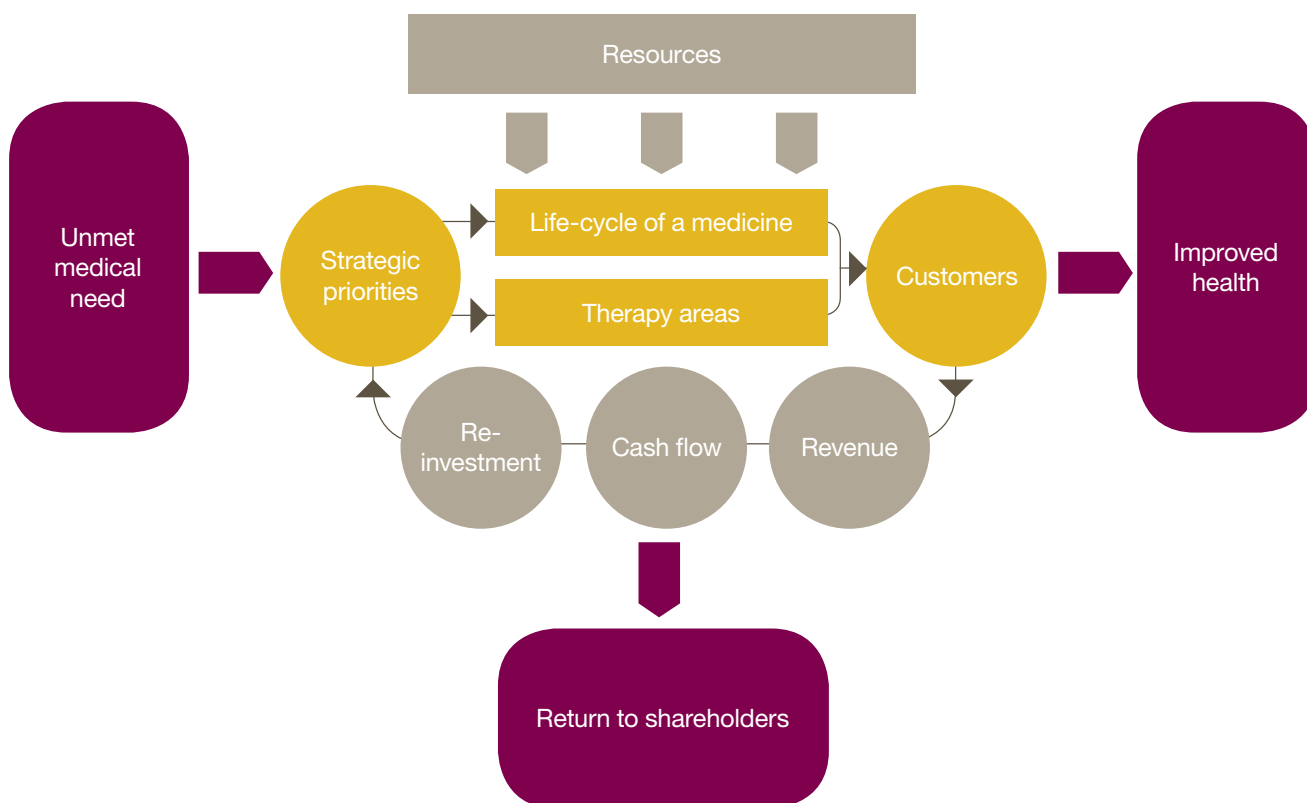 Resources
Unmet
medical
need
Strategic
priorities
Life-cycle of a medicine
Therapy areas
Customers
Improved
health
Re-
investment
Cash flow
Revenue
Return to shareholders